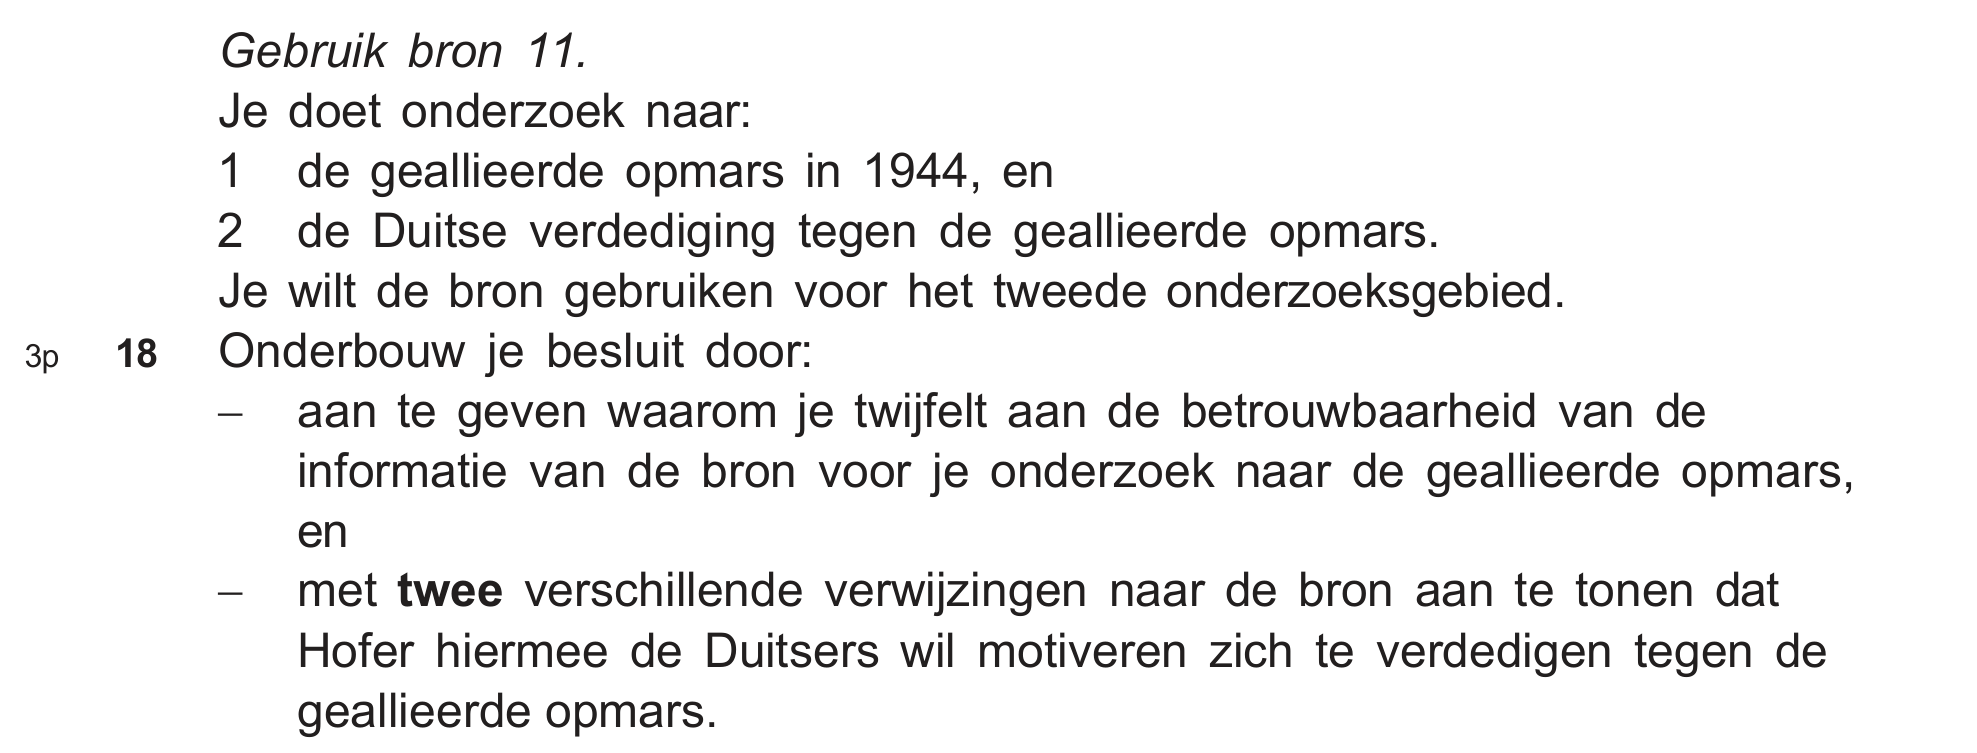 Gebruik bron 11.
Je doet onderzoek naar:
1 de geallieerde opmars in 1944, en
2 de Duitse verdediging tegen de geallieerde opmars.
Je wilt de bron gebruiken voor het tweede onderzoeksgebied.
3p 18 Onderbouw je besluit door:
– aan te geven waarom je twijfelt aan de betrouwbaarheid van de
informatie van de bron voor je onderzoek naar de geallieerde opmars,
en
– met twee verschillende verwijzingen naar de bron aan te tonen dat
Hofer hiermee de Duitsers wil motiveren zich te verdedigen tegen de
geallieerde opmars.